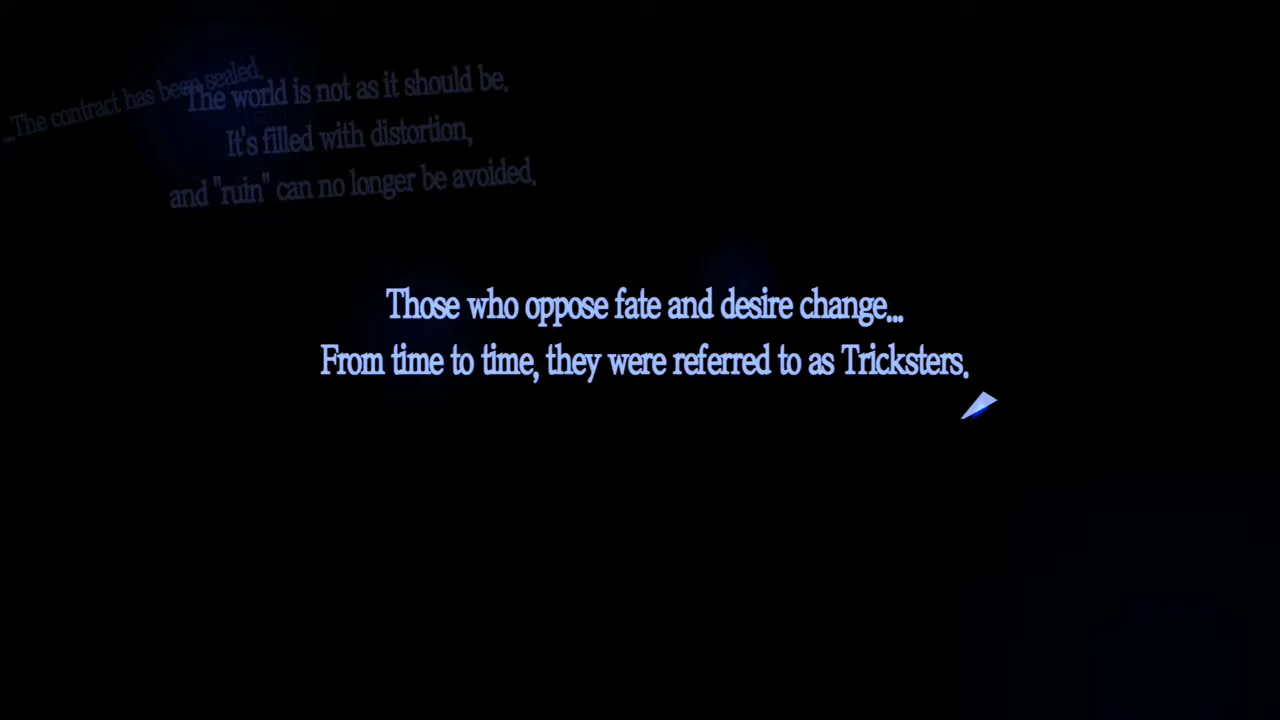 ...The contract has been sealed.
The world is not as it should be.
It's filled with distortion,
and "ruin" can no longer be avoided.
Those who oppose fate and desire change...
From time to time, they were referred to as Tricksters.